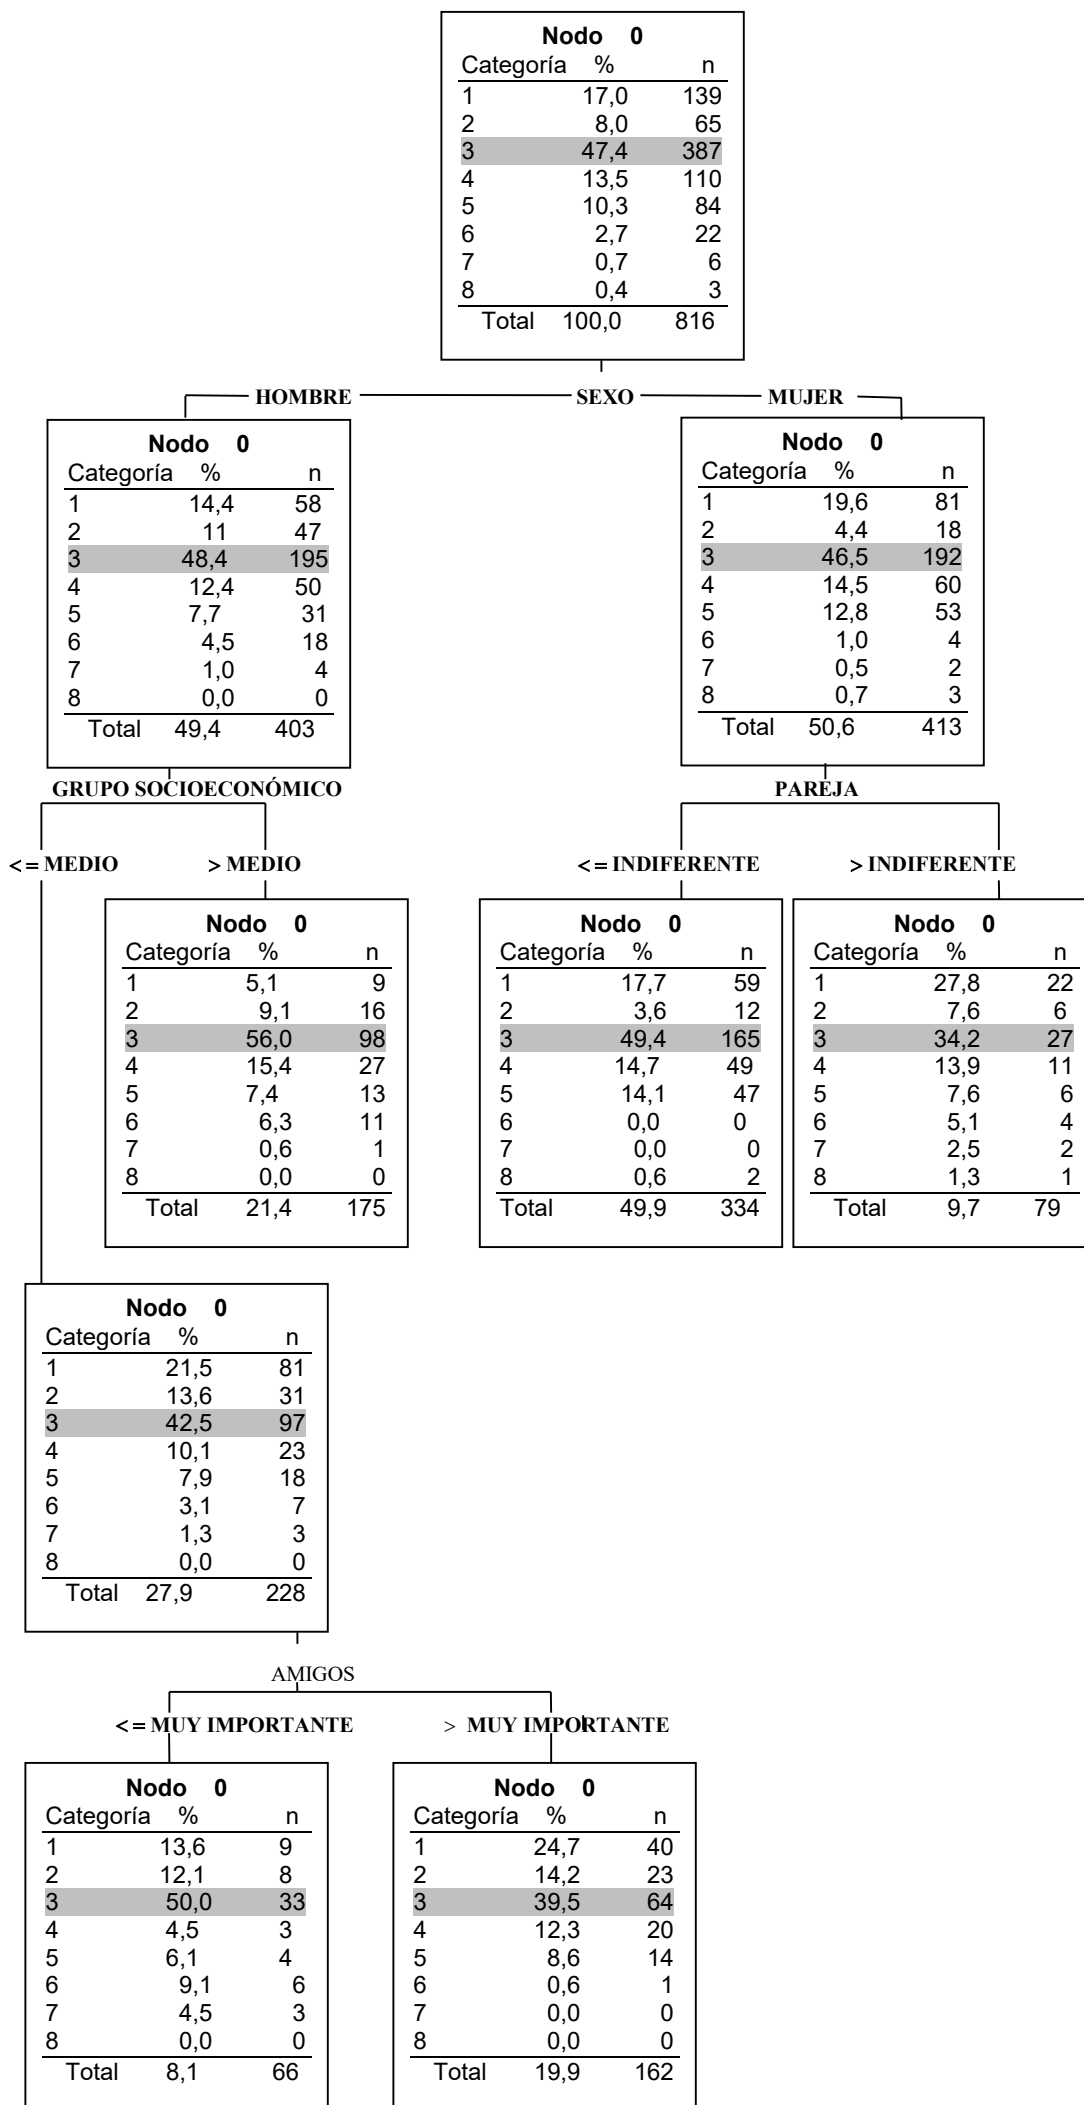 Nodo 0
Categoría % n
1 17,0 139
2 8,0 65
3 47,4 387
4 13,5 110
5 10,3 84
6 2,7 22
7 0,7 6
8 0,4 3
Total 100,0 816
HOMBRE SEXO MUJER
Nodo 0
Categoría % n
1 14,4 58
2 11 47
3 48,4 195
4 12,4 50
5 7,7 31
6 4,5 18
7 1,0 4
8 0,0 0
Total 49,4 403
Nodo 0
Categoría % n
1 19,6 81
2 4,4 18
3 46,5 192
4 14,5 60
5 12,8 53
6 1,0 4
7 0,5 2
8 0,7 3
Total 50,6 413
GRUPO SOCIOECONÓMICO
PAREJA
<= MEDIO > MEDIO
<= INDIFERENTE > INDIFERENTE
Nodo 0
Categoría % n
1 5,1 9
2 9,1 16
3 56,0 98
4 15,4 27
5 7,4 13
6 6,3 11
7 0,6 1
8 0,0 0
Total 21,4 175
Nodo 0
Categoría % n
1 17,7 59
2 3,6 12
3 49,4 165
4 14,7 49
5 14,1 47
6 0,0 0
7 0,0 0
8 0,6 2
Total 49,9 334
Nodo 0
Categoría % n
1 27,8 22
2 7,6 6
3 34,2 27
4 13,9 11
5 7,6 6
6 5,1 4
7 2,5 2
8 1,3 1
Total 9,7 79
Nodo 0
Categoría % n
1 21,5 81
2 13,6 31
3 42,5 97
4 10,1 23
5 7,9 18
6 3,1 7
7 1,3 3
8 0,0 0
Total 27,9 228
AMIGOS
<= MUY IMPORTANTE > MUY IMPORTANTE
Nodo 0
Categoría % n
1 13,6 9
2 12,1 8
3 50,0 33
4 4,5 3
5 6,1 4
6 9,1 6
7 4,5 3
8 0,0 0
Total 8,1 66
Nodo 0
Categoría % n
1 24,7 40
2 14,2 23
3 39,5 64
4 12,3 20
5 8,6 14
6 0,6 1
7 0,0 0
8 0,0 0
Total 19,9 162